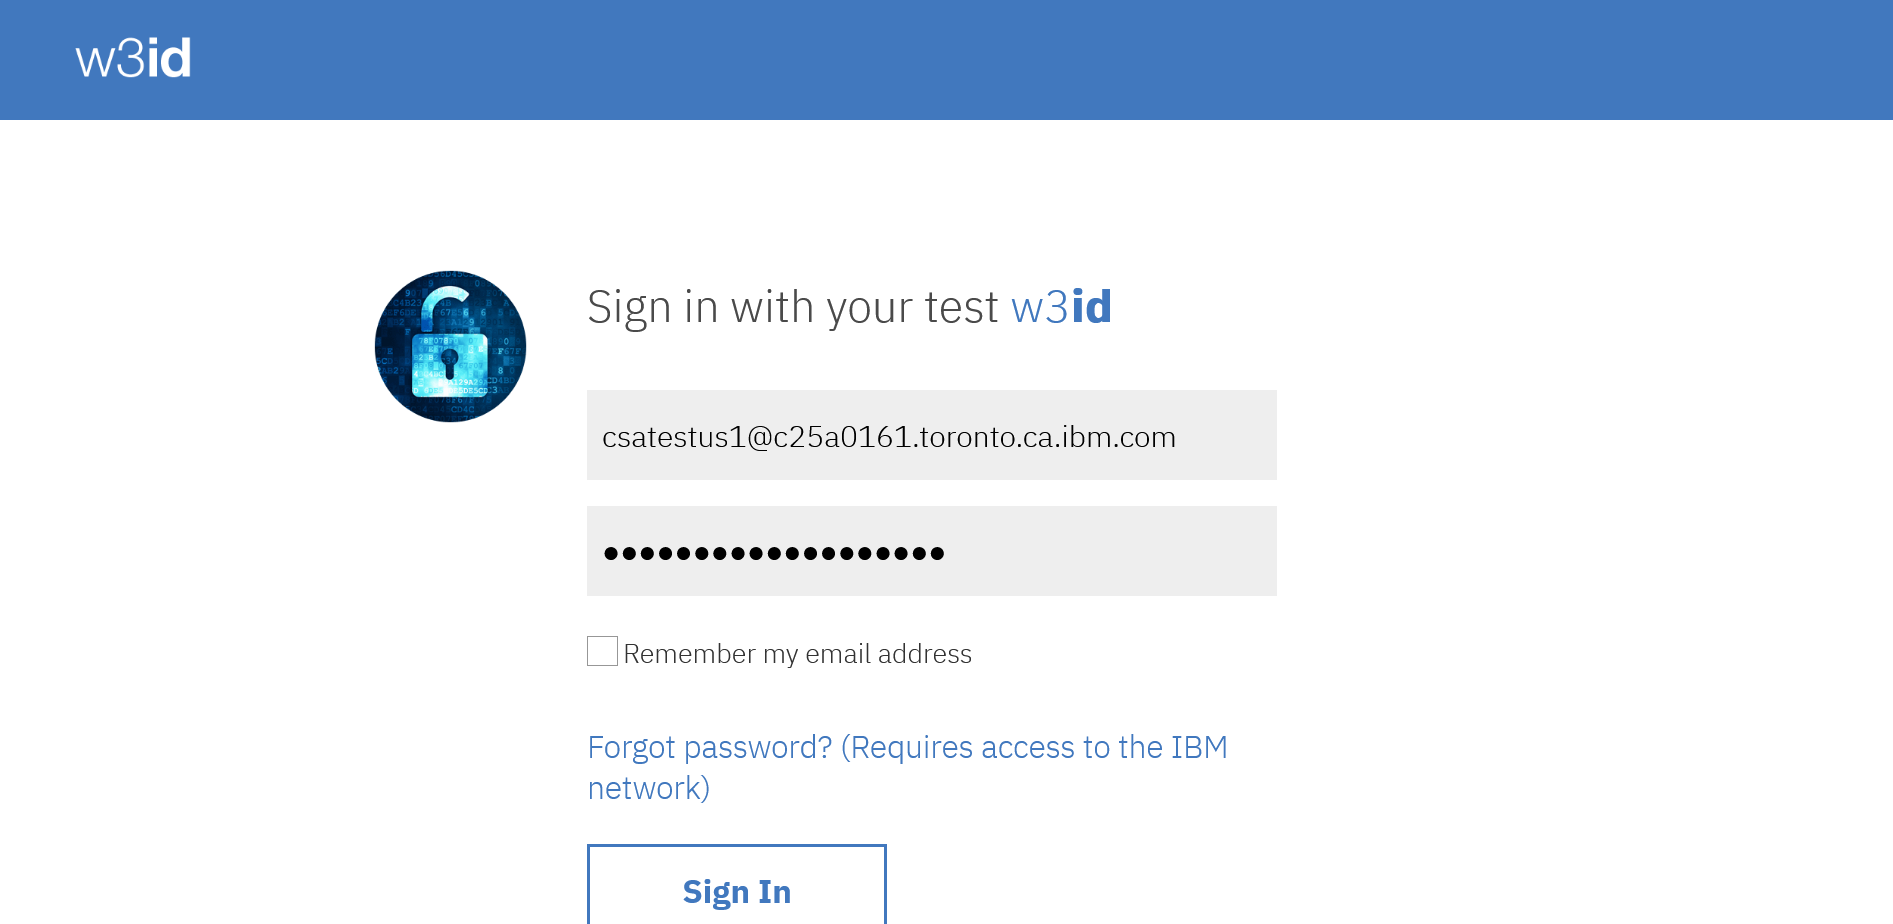 w3id
Sign in with your test w3id
csatestus1@c25a0161.toronto.ca.ibm.com
Remember my email address
Forgot password? (Requires access to the IBM
network)
Sign In